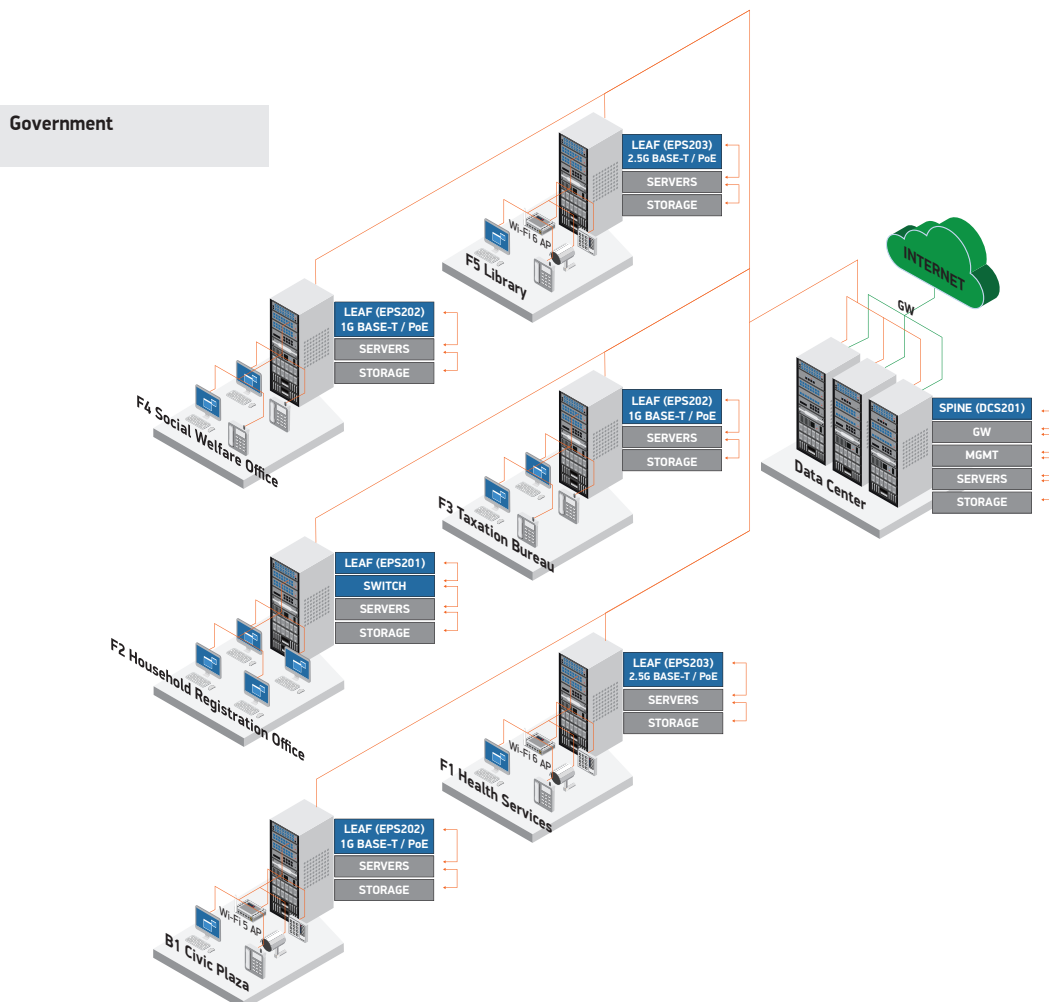 Government
LEAF (EPS203)
2.5G BASE-T / PoE
SERVERS
STORAGE
Wi-Fi 6 AP
F5 Library
INTERNET
GW
LEAF (EPS202)
1G BASE-T / PoE
SERVERS
STORAGE
F4 Social Welfare Office
LEAF (EPS202)
1G BASE-T / PoE
SERVERS
STORAGE
F3 Taxation Bureau
SPINE (DCS201)
GW
MGMT
SERVERS
STORAGE
Data Center
LEAF (EPS201)
SWITCH
SERVERS
STORAGE
F2 Household Registration Office
LEAF (EPS203)
2.5G BASE-T / PoE
SERVERS
STORAGE
Wi-Fi 6 AP
F1 Health Services
LEAF (EPS202)
1G BASE-T / PoE
SERVERS
STORAGE
Wi-Fi 5 AP
B1 Civic Plaza